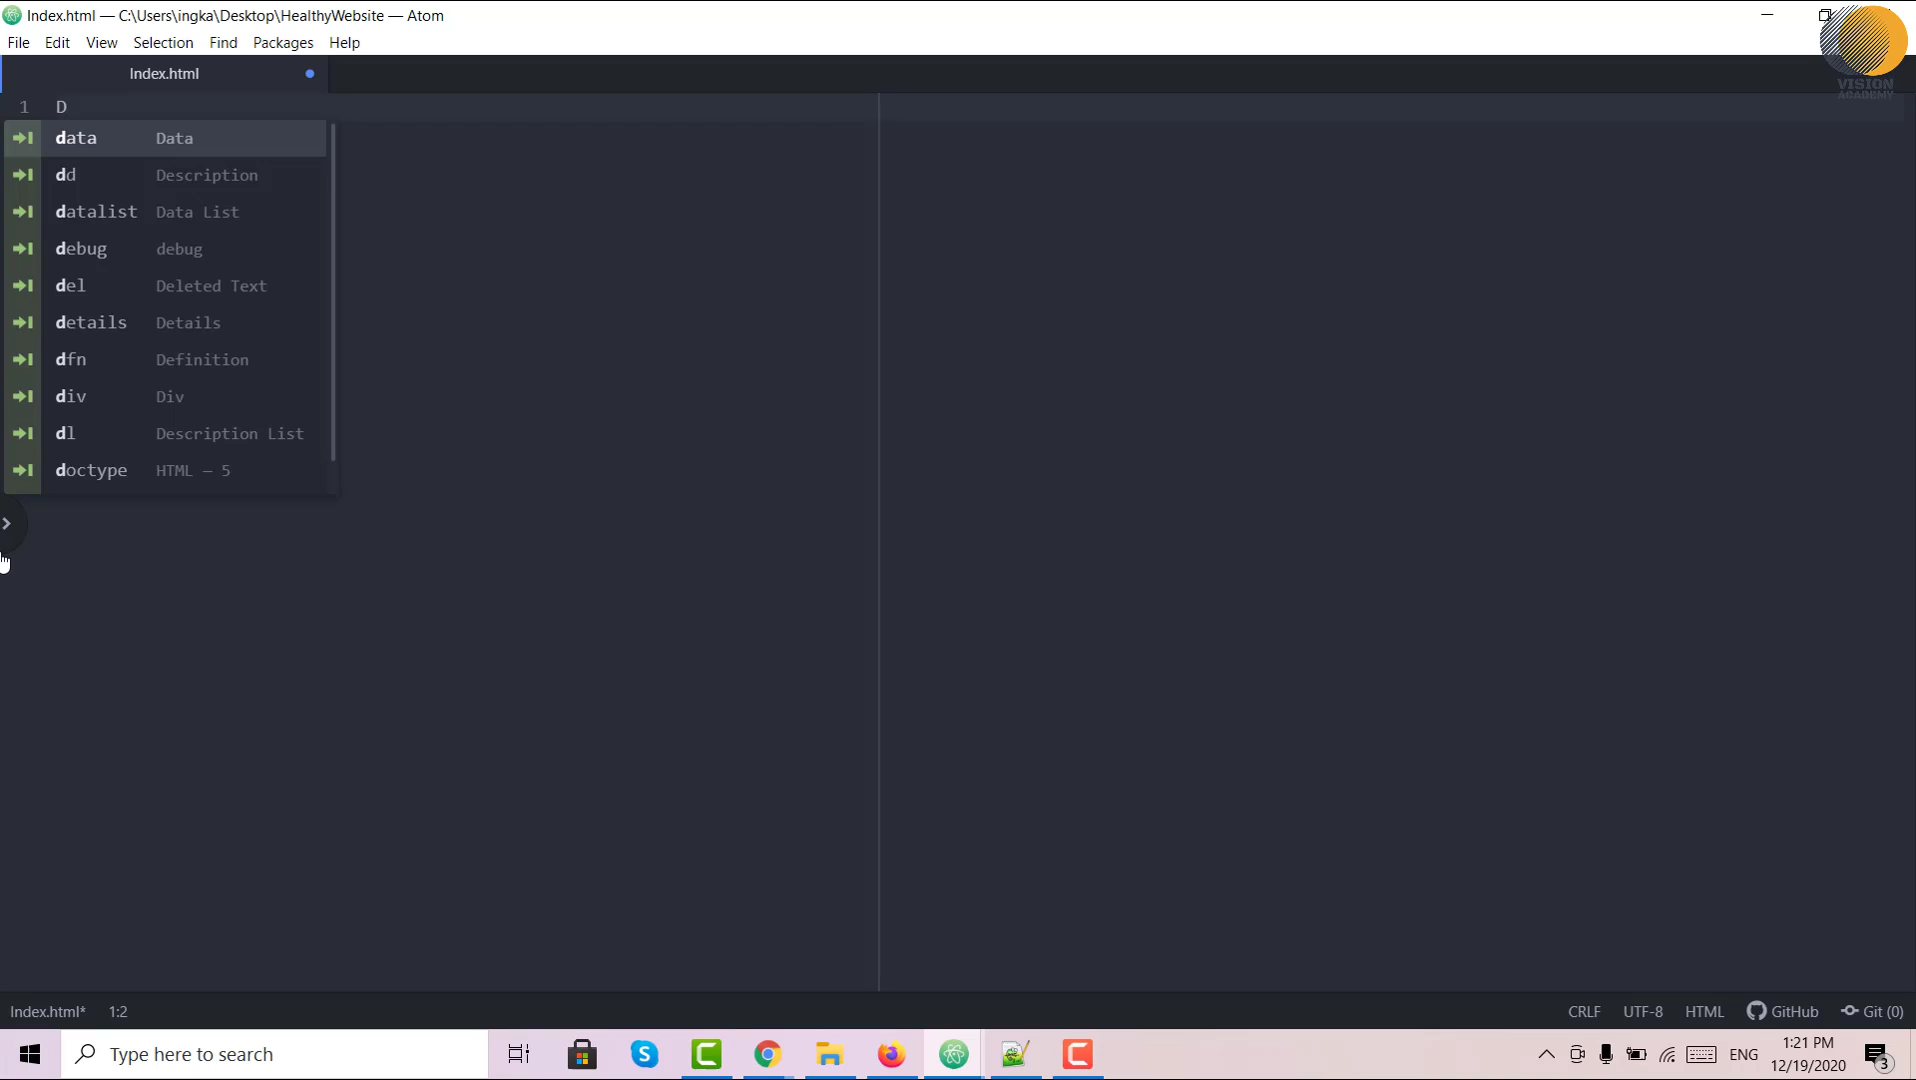 Index.html — C:\Users\ingka\Desktop\HealthyWebsite — Atom
File Edit View Selection Find Packages Help
VISION
ACADEMY
Index.html
1 D
data Data
dd Description
datalist Data List
debug debug
del Deleted Text
details Details
dfn Definition
div Div
dl Description List
doctype HTML – 5
Index.html* 1:2 CRLF UTF-8 HTML GitHub Git (0)
Type here to search
ENG
1:21 PM
12/19/2020
3